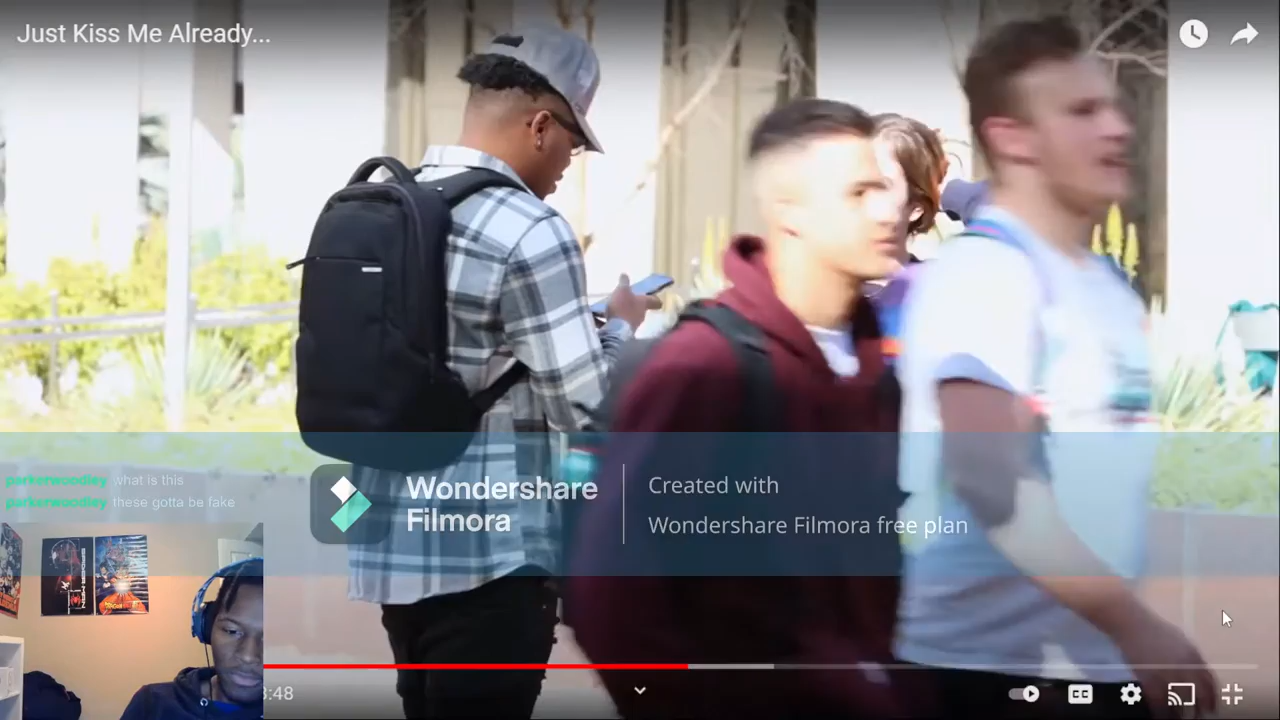 Just Kiss Me Already...
parkerwoodley what is this
parkerwoodley these gotta be fake
Wondershare
Filmora
Created with
Wondershare Filmora free plan
:48
CC